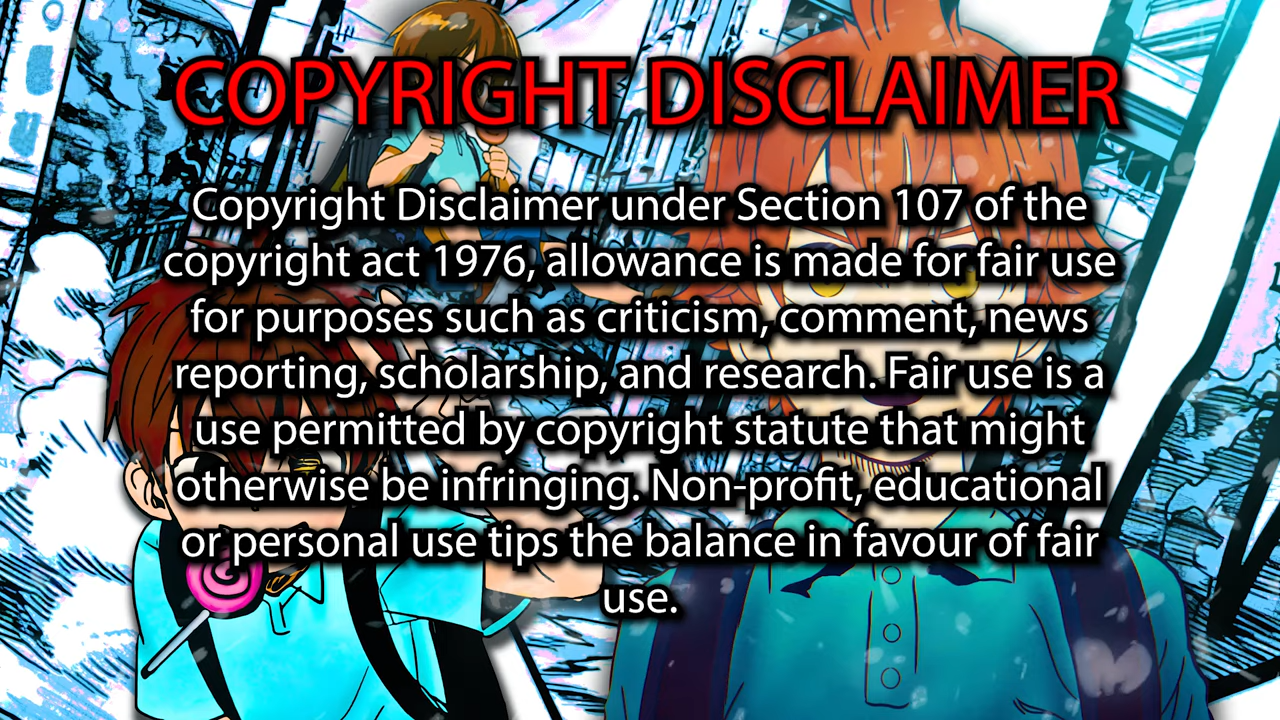 COPYRIGHT DISCLAIMER
Copyright Disclaimer under Section 107 of the
copyright act 1976, allowance is made for fair use
for purposes such as criticism, comment, news
reporting, scholarship, and research. Fair use is a
use permitted by copyright statute that might
otherwise be infringing. Non-profit, educational
or personal use tips the balance in favour of fair
use.